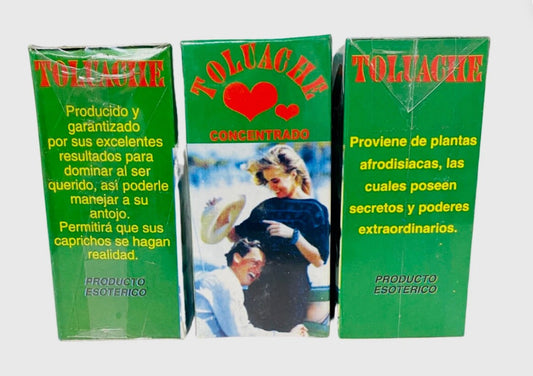 TOLUACHE
Producido y
garantizado
por sus excelentes
resultados para
dominar al ser
querido, así poderle
manejar a su
antojo.
Permitirá que sus
caprichos se hagan
realidad.
PRODUCTO
ESOTERICO
TOLUACHE
CONCENTRADO
TOLUACHE
Proviene de plantas
afrodisiacas, las
cuales poseen
secretos y poderes
extraordinarios.
PRODUCTO
ESOTERICO